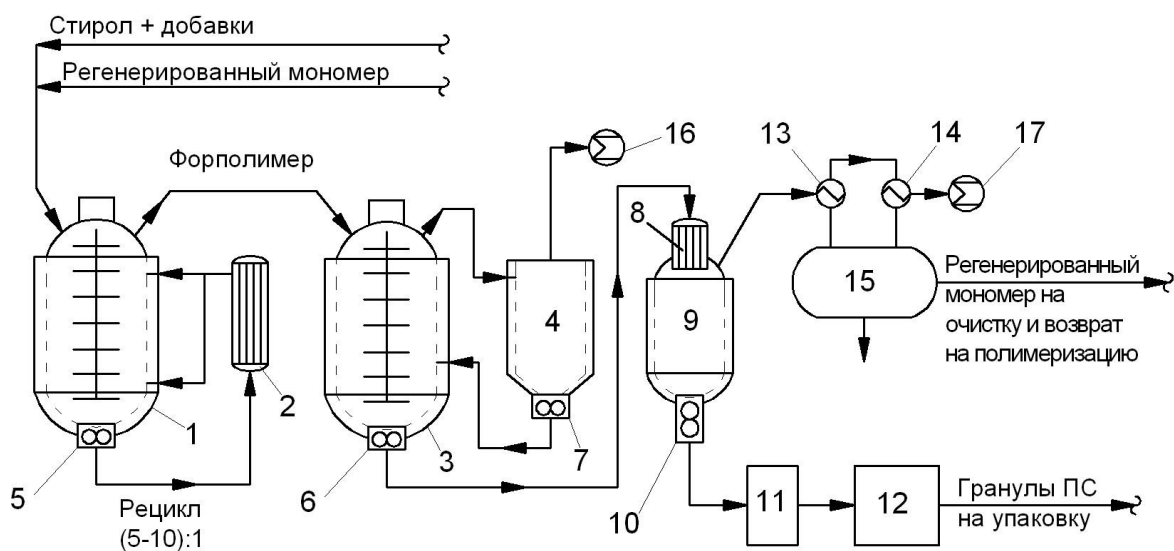 Стирол + добавки
Регенерированный мономер
Форполимер
16
13
14
17
8
4
9
15
Регенерированный
мономер на
очистку и возврат
на полимеризацию
2
1
3
7
5
6
10
Рецикл
(5-10):1
11
12
Гранулы ПС
на упаковку